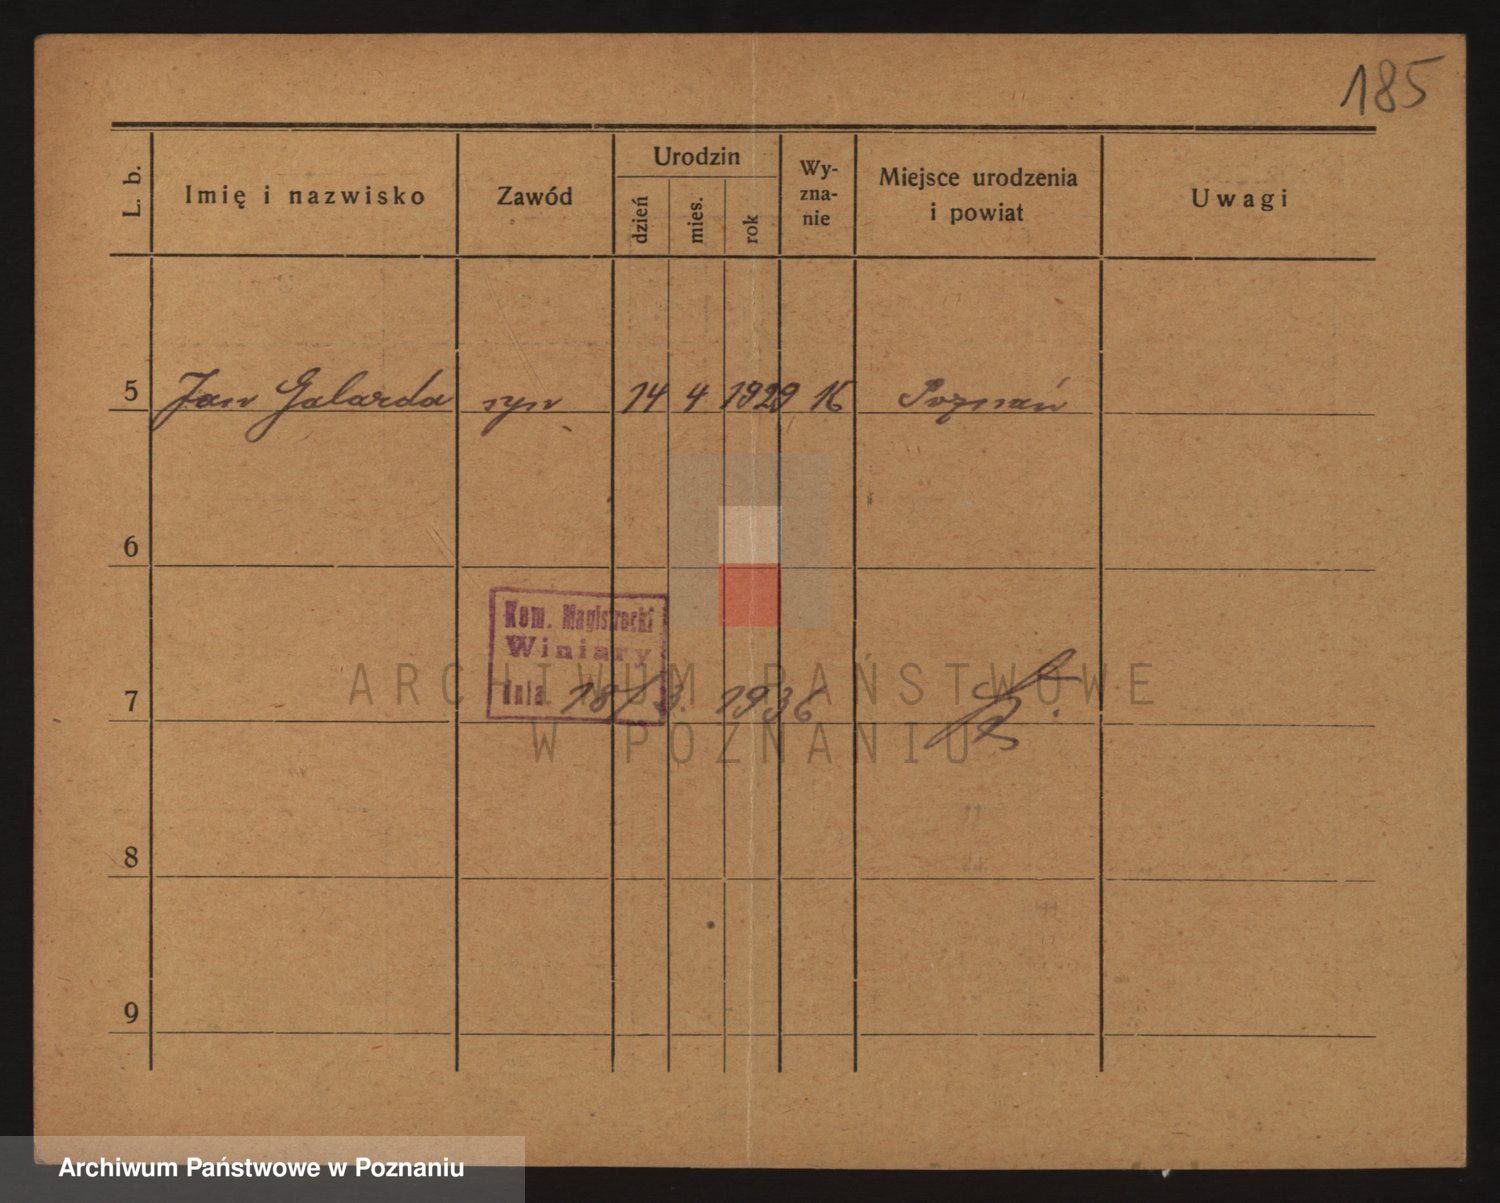 185
L. b.
Imię i nazwisko
Zawód
Urodzin
dzień
mies.
rok
Wy-
zna-
nie
Miejsce urodzenia
i powiat
Uwagi
5 Jan Galarda syn 14 4 1929 K Poznań
6
Kom. Magistracki
Winiary
dnia 18/3. 1936
7
8
9
ARCHIWUM PAŃSTWOWE
W POZNANIU
Archiwum Państwowe w Poznaniu